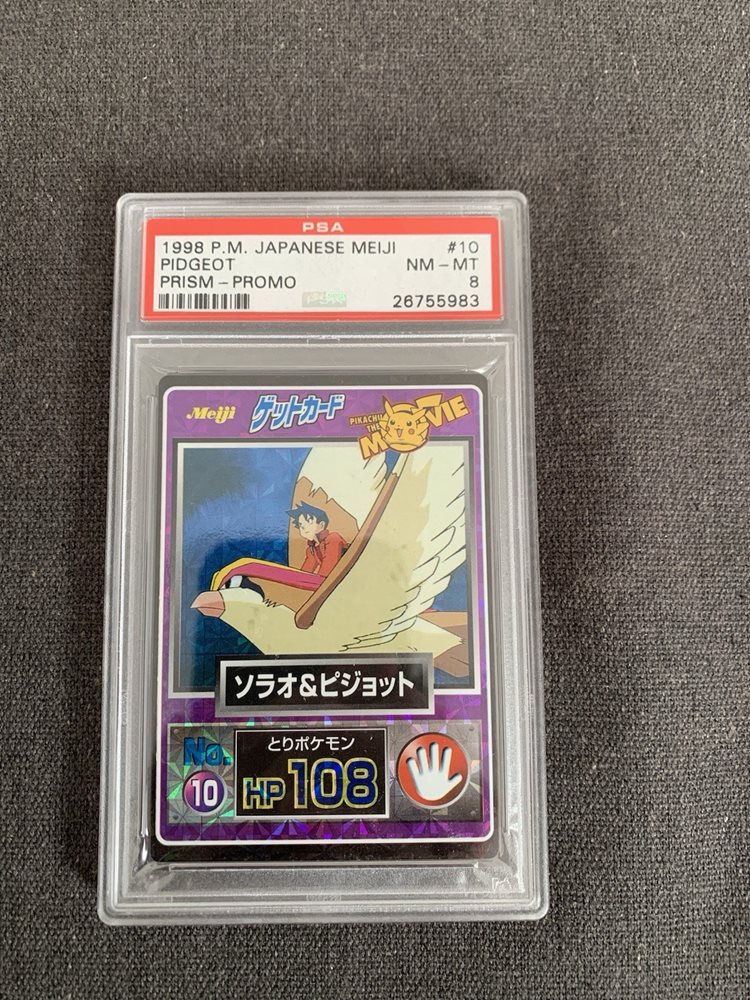 PSA
1998 P.M. JAPANESE MEIJI #10
PIDGEOT NM - MT
PRISM - PROMO 8
26755983
Meiji ゲットカード PIKACHU THE MOVIE
ソラオ&ピジョット
No. 10
とりポケモン
HP 108